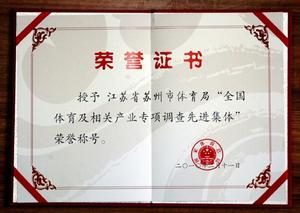 荣誉证书
授予 江苏省苏州市体育局“全国
体育及相关产业专项调查先进集体”
荣誉称号。